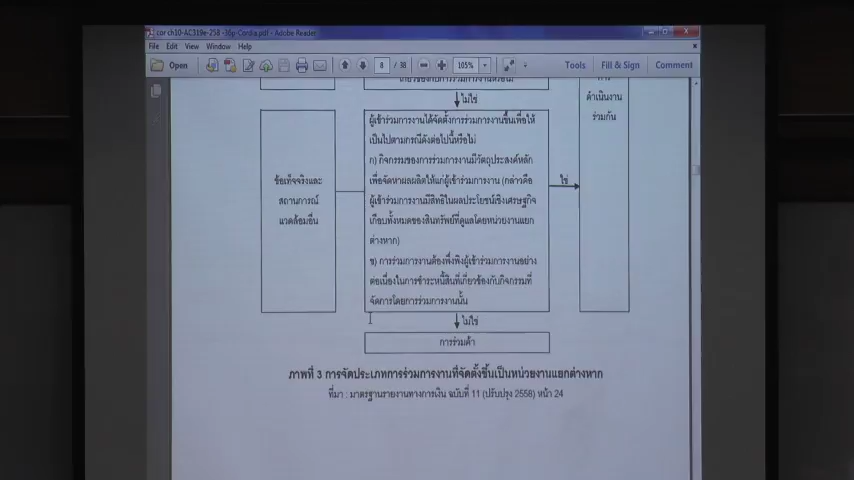 cor ch10-AC319e-258 -36p-Cordia.pdf - Adobe Reader
File Edit View Window Help
Open 8 / 38 105% Tools Fill & Sign Comment
ไม่ใช่
ดำเนินงาน
ร่วมกัน
ผู้เข้าร่วมการงานได้จัดตั้งการร่วมการงานขึ้นเพื่อให้
เป็นไปตามกรณีดังต่อไปนี้หรือไม่
ก) กิจกรรมของการร่วมการงานมีวัตถุประสงค์หลัก
เพื่อจัดหาผลผลิตให้แก่ผู้เข้าร่วมการงาน (กล่าวคือ
ผู้เข้าร่วมการงานมีสิทธิในผลประโยชน์เชิงเศรษฐกิจ
เกือบทั้งหมดของสินทรัพย์ที่ดูแลโดยหน่วยงานแยก
ต่างหาก)
ข) การร่วมการงานต้องพึ่งพิงผู้เข้าร่วมการงานอย่าง
ต่อเนื่องในการชำระหนี้สินที่เกี่ยวข้องกับกิจกรรมที่
จัดการโดยการร่วมการงานนั้น
ข้อเท็จจริงและ
สถานการณ์
แวดล้อมอื่น
ใช่
ไม่ใช่
การร่วมค้า
ภาพที่ 3 การจัดประเภทการร่วมการงานที่จัดตั้งขึ้นเป็นหน่วยงานแยกต่างหาก
ที่มา : มาตรฐานรายงานทางการเงิน ฉบับที่ 11 (ปรับปรุง 2558) หน้า 24